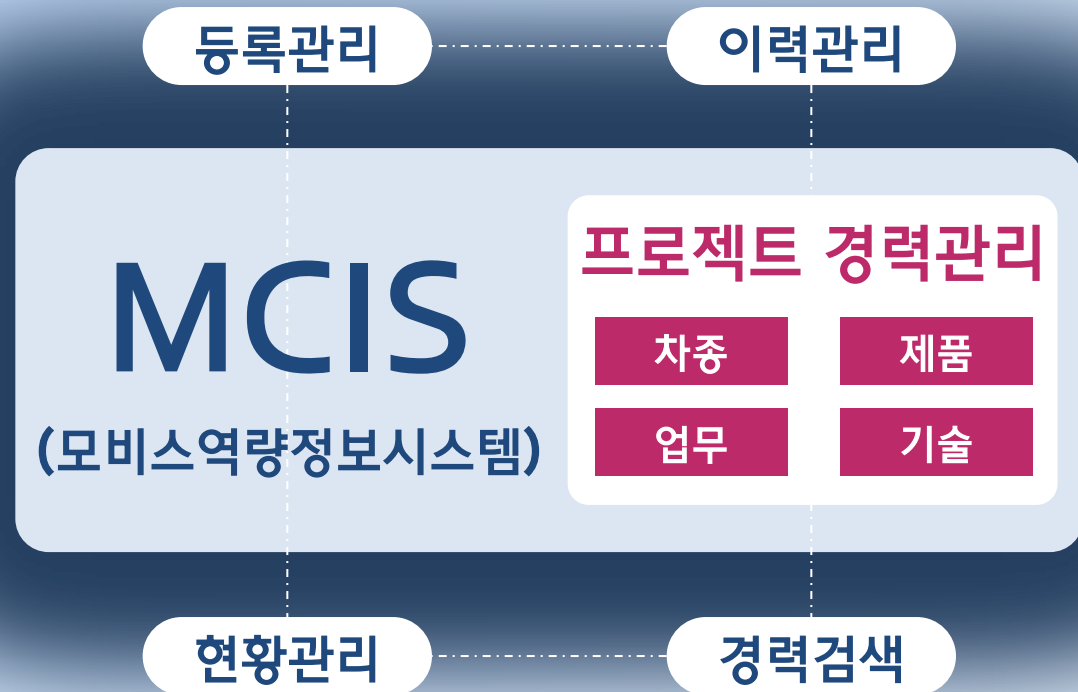 등록관리
이력관리
MCIS
(모비스역량정보시스템)
프로젝트 경력관리
차종
제품
업무
기술
현황관리
경력검색